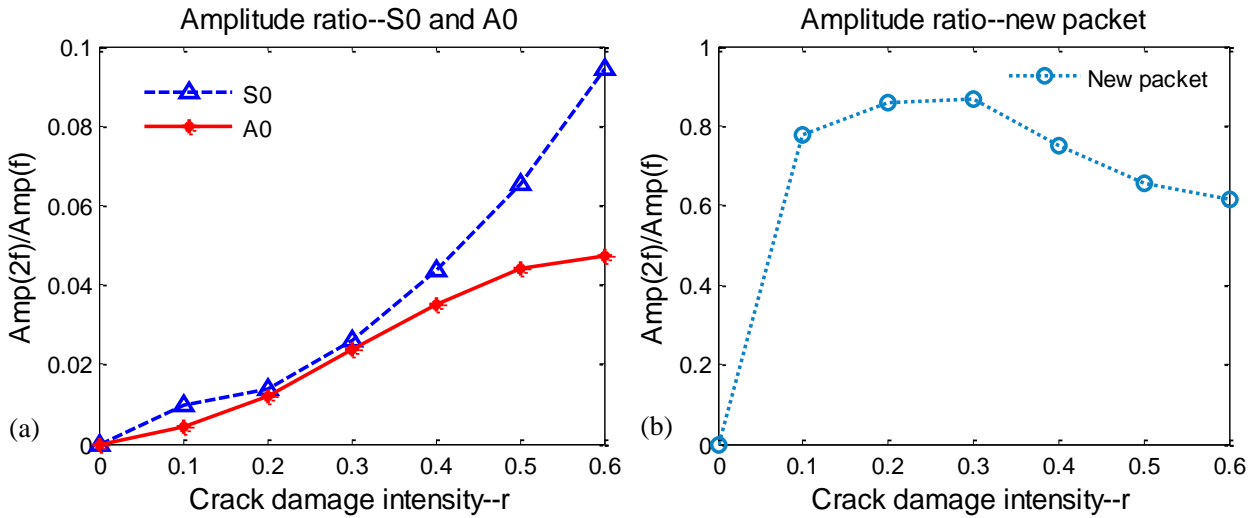 Amplitude ratio--S0 and A0
0.1
0.08
0.06
0.04
0.02
0
Amp(2f)/Amp(f)
S0
A0
(a)
0 0.1 0.2 0.3 0.4 0.5 0.6
Crack damage intensity--r
Amplitude ratio--new packet
1
0.8
0.6
0.4
0.2
0
Amp(2f)/Amp(f)
New packet
(b)
0 0.1 0.2 0.3 0.4 0.5 0.6
Crack damage intensity--r